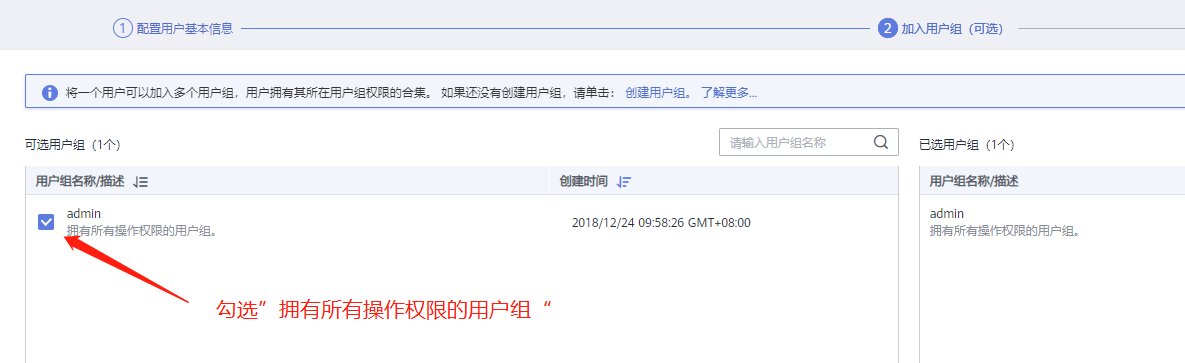 1 配置用户基本信息
2 加入用户组（可选）
将一个用户可以加入多个用户组，用户拥有其所在用户组权限的合集。 如果还没有创建用户组，请单击： 创建用户组。 了解更多...
可选用户组（1个）
请输入用户组名称
已选用户组（1个）
用户组名称/描述
创建时间
用户组名称/描述
admin
拥有所有操作权限的用户组。
2018/12/24 09:58:26 GMT+08:00
admin
拥有所有操作权限的用户组。
勾选”拥有所有操作权限的用户组“